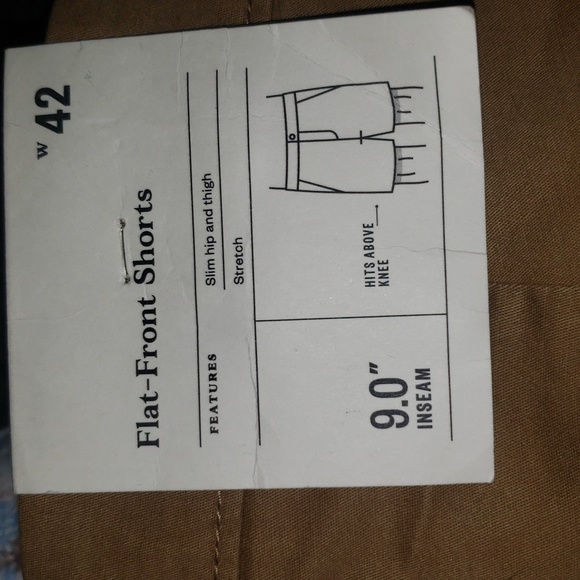 W 42
Flat-Front Shorts
FEATURES
Slim hip and thigh
Stretch
HITS ABOVE
KNEE
9.0"
INSEAM